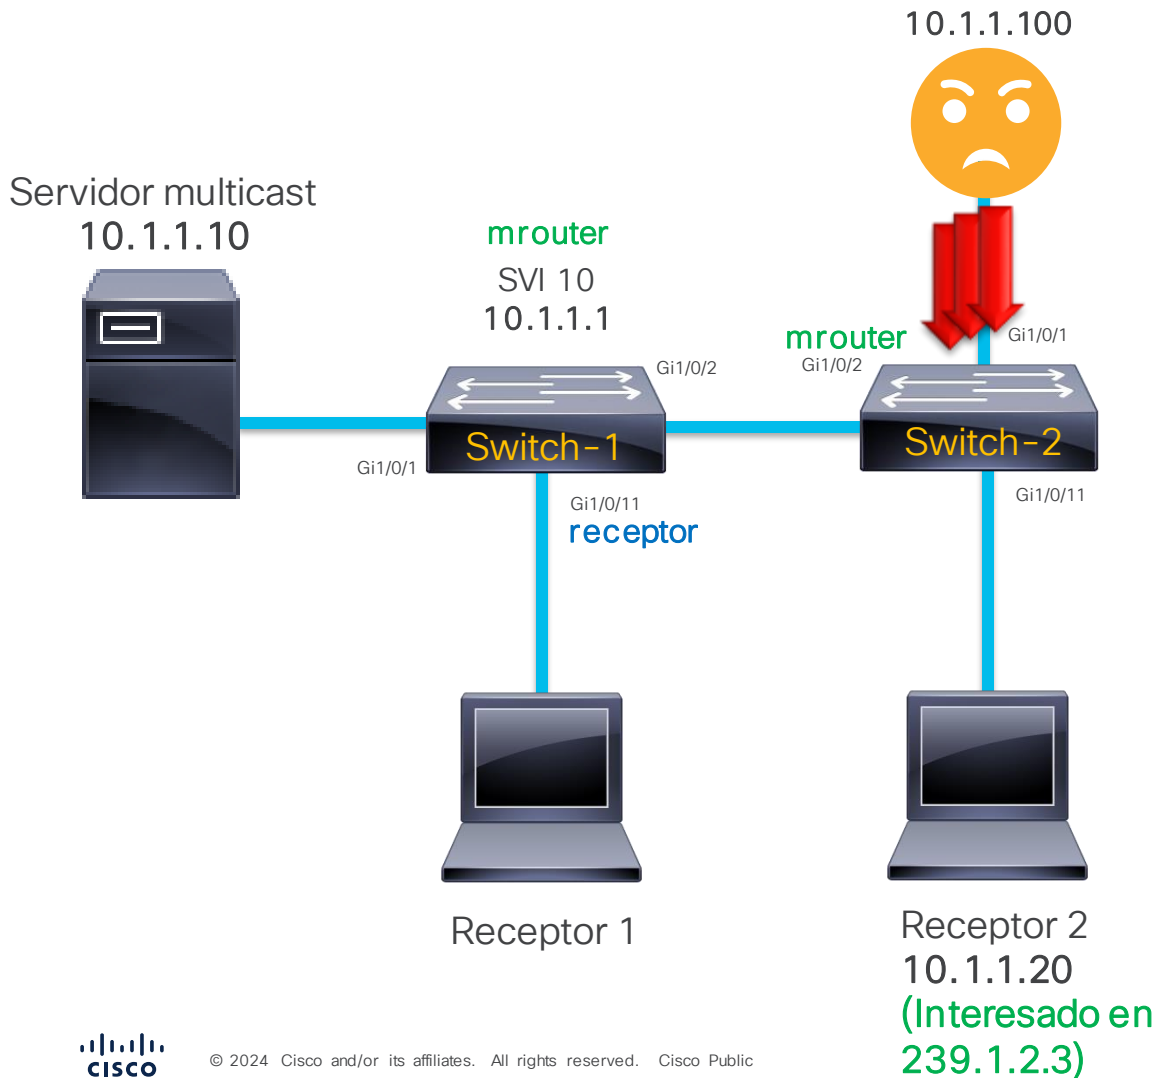 10.1.1.100
Servidor multicast
10.1.1.10
mrouter
SVI 10
10.1.1.1
mrouter
Gi1/0/1
Gi1/0/2
Gi1/0/2
Switch-1
Switch-2
Gi1/0/1
Gi1/0/11
receptor
Gi1/0/11
Receptor 1
Receptor 2
10.1.1.20
(Interesado en
239.1.2.3)
CISCO
© 2024 Cisco and/or its affiliates. All rights reserved. Cisco Public